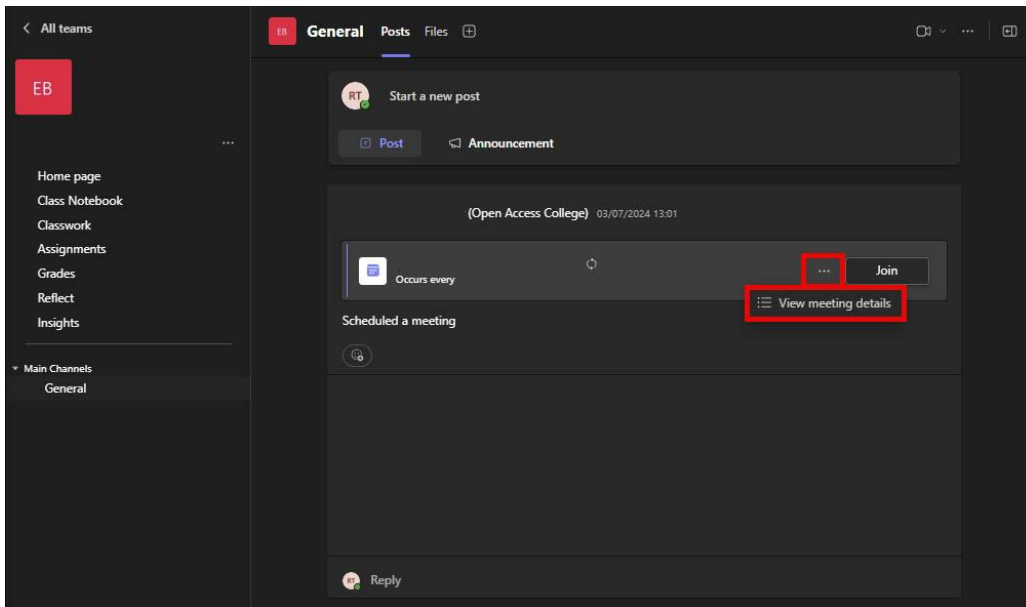 All teams
EB
...
Home page
Class Notebook
Classwork
Assignments
Grades
Reflect
Insights
Main Channels
General
EB General Posts Files
...
RT Start a new post
Post Announcement
(Open Access College) 03/07/2024 13:01
Occurs every
... Join
View meeting details
Scheduled a meeting
RT Reply